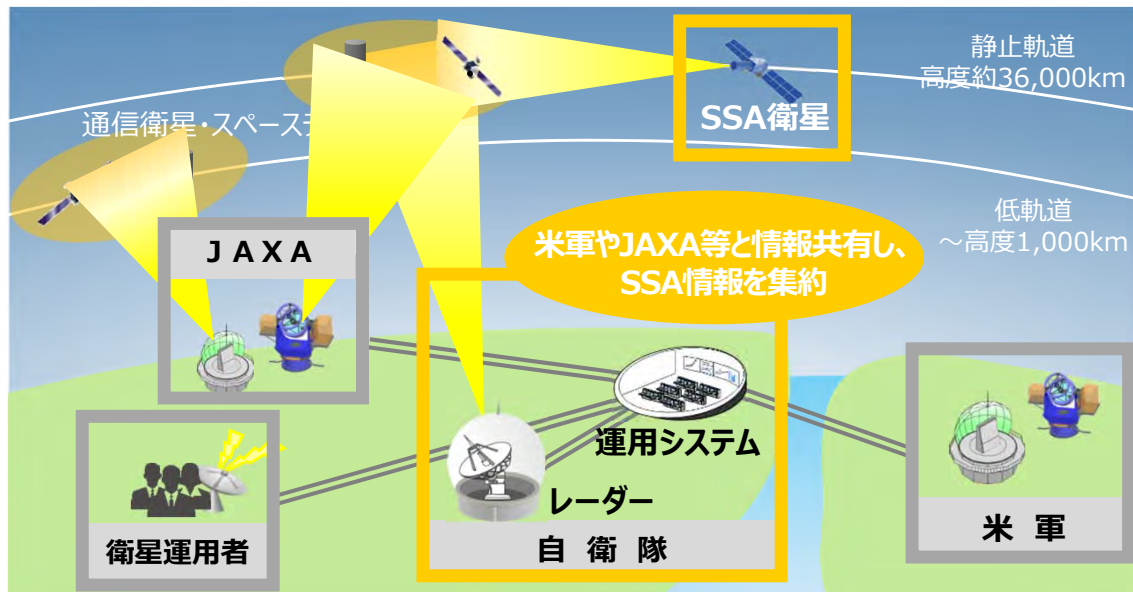 静止軌道
高度約36,000km
SSA衛星
通信衛星・スペース
低軌道
～高度1,000km
JAXA
米軍やJAXA等と情報共有し、
SSA情報を集約
運用システム
レーダー
自衛隊
衛星運用者
米軍